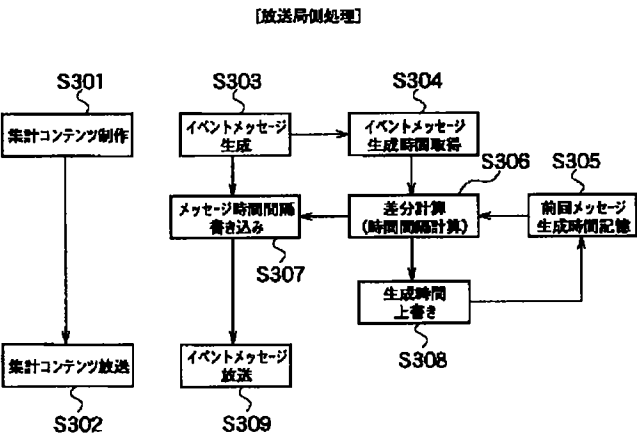 [放送局側処理]
S301
集計コンテンツ制作
S303
イベントメッセージ
生成
S304
イベントメッセージ
生成時間取得
S306
差分計算
(時間間隔計算)
S305
前回メッセージ
生成時間記憶
メッセージ時間間隔
書き込み
S307
生成時間
上書き
S308
集計コンテンツ放送
S302
イベントメッセージ
放送
S309